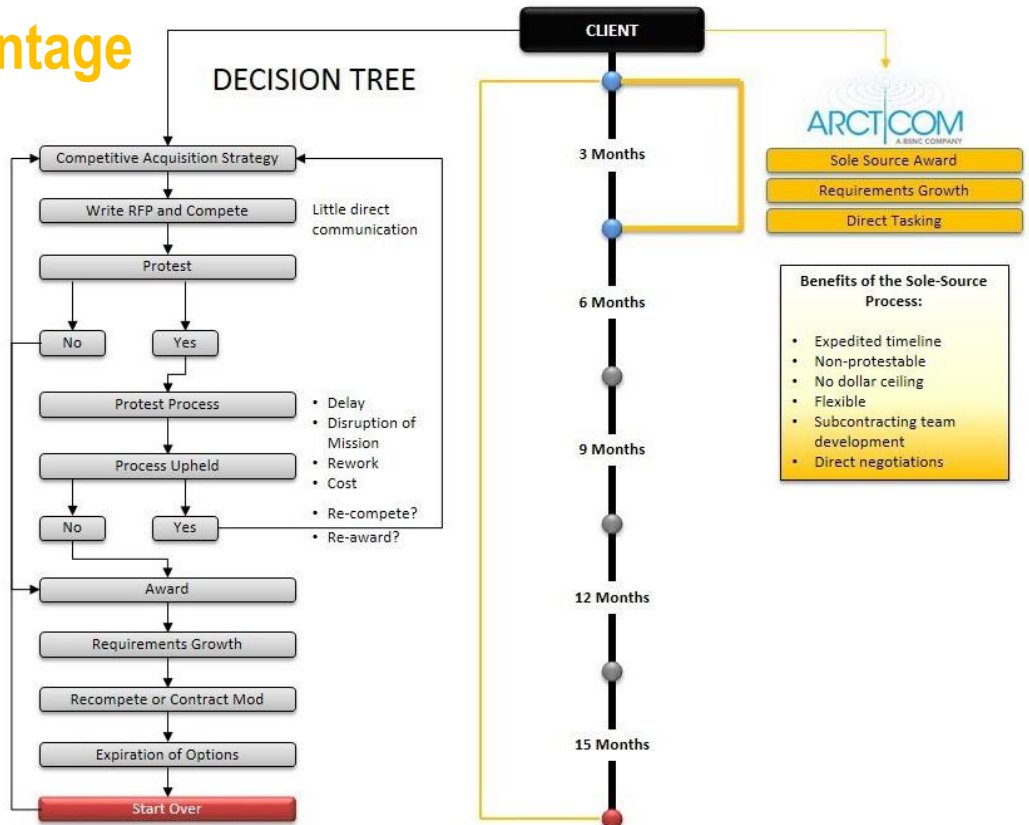 ntage
DECISION TREE
CLIENT
Competitive Acquisition Strategy
Write RFP and Compete
Little direct
communication
Protest
No
Yes
Protest Process
• Delay
• Disruption of
Mission
• Rework
• Cost
Process Upheld
No
Yes
• Re-compete?
• Re-award?
Award
Requirements Growth
Recompete or Contract Mod
Expiration of Options
Start Over
3 Months
6 Months
9 Months
12 Months
15 Months
ARCTICOM
A BSNC COMPANY
Sole Source Award
Requirements Growth
Direct Tasking
Benefits of the Sole-Source
Process:
• Expedited timeline
• Non-protestable
• No dollar ceiling
• Flexible
• Subcontracting team
development
• Direct negotiations